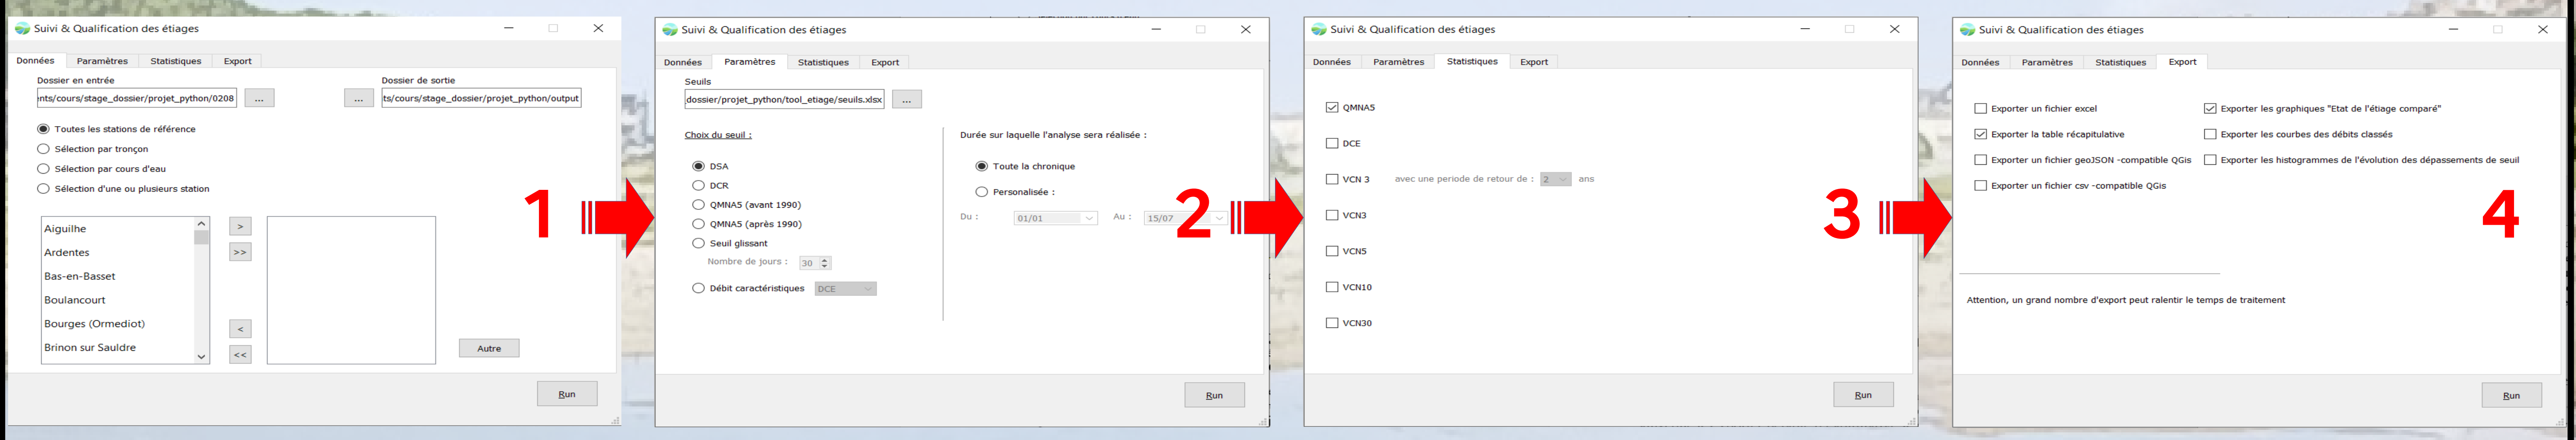 Suivi & Qualification des étiages
Données Paramètres Statistiques Export
Dossier en entrée Dossier de sortie
nts/cours/stage_dossier/projet_python/0208 ... ... ts/cours/stage_dossier/projet_python/output
Toutes les stations de référence
Sélection par tronçon
Sélection par cours d'eau
Sélection d'une ou plusieurs station
Aiguilhe >
Ardentes >>
Bas-en-Basset
Boulancourt
Bourges (Ormediot) <
Brinon sur Sauldre << Autre
Run
1
Suivi & Qualification des étiages
Données Paramètres Statistiques Export
Seuils
dossier/projet_python/tool_etiage/seuils.xlsx ...
Choix du seuil :
DSA
DCR
QMNA5 (avant 1990)
QMNA5 (après 1990)
Seuil glissant
Nombre de jours : 30
Débit caractéristiques DCE
Durée sur laquelle l'analyse sera réalisée :
Toute la chronique
Personalisée :
Du : 01/01 Au : 15/07
Run
2
Suivi & Qualification des étiages
Données Paramètres Statistiques Export
QMNA5
DCE
VCN 3 avec une periode de retour de : 2 ans
VCN3
VCN5
VCN10
VCN30
Run
3
Suivi & Qualification des étiages
Données Paramètres Statistiques Export
Exporter un fichier excel Exporter les graphiques "Etat de l'étiage comparé"
Exporter la table récapitulative Exporter les courbes des débits classés
Exporter un fichier geoJSON -compatible QGis Exporter les histogrammes de l'évolution des dépassements de seuil
Exporter un fichier csv -compatible QGis
4
Attention, un grand nombre d'export peut ralentir le temps de traitement
Run